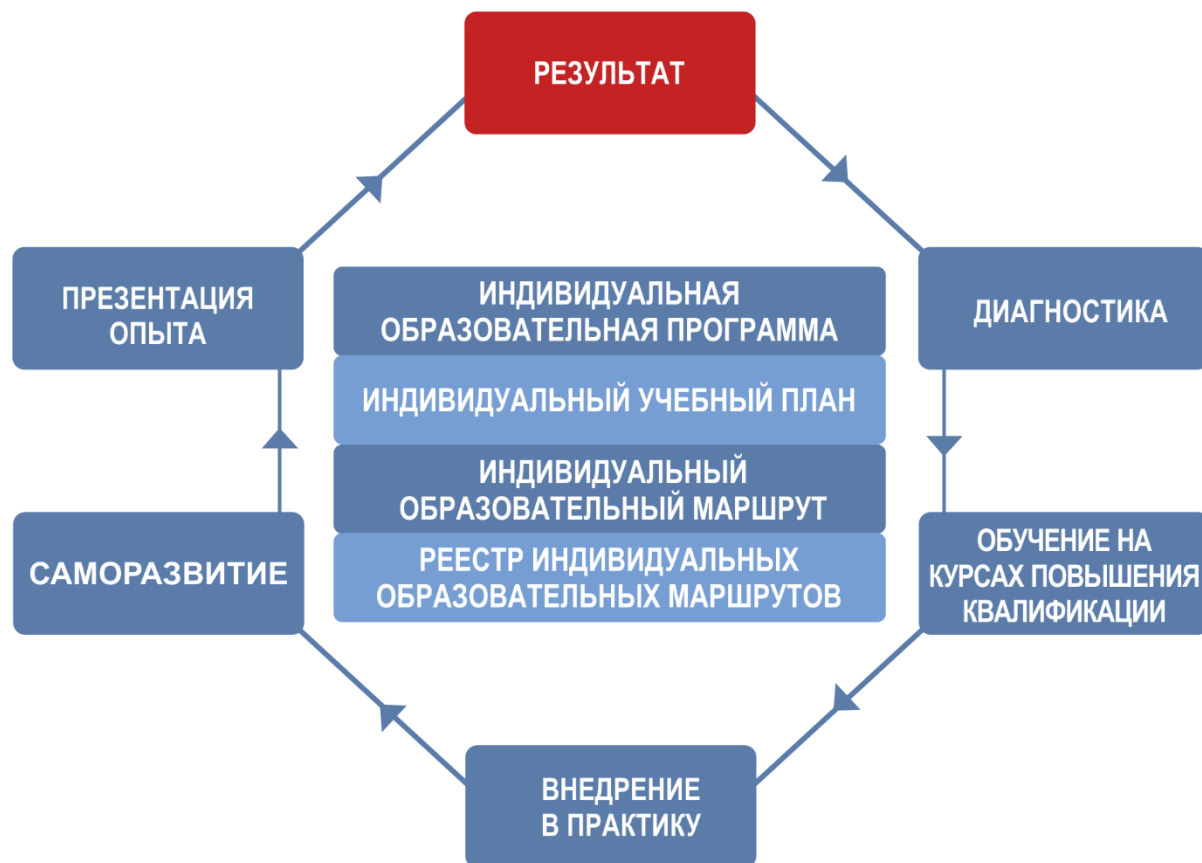 РЕЗУЛЬТАТ
ПРЕЗЕНТАЦИЯ
ОПЫТА
ИНДИВИДУАЛЬНАЯ
ОБРАЗОВАТЕЛЬНАЯ ПРОГРАММА
ДИАГНОСТИКА
ИНДИВИДУАЛЬНЫЙ УЧЕБНЫЙ ПЛАН
ИНДИВИДУАЛЬНЫЙ
ОБРАЗОВАТЕЛЬНЫЙ МАРШРУТ
САМОРАЗВИТИЕ
РЕЕСТР ИНДИВИДУАЛЬНЫХ
ОБРАЗОВАТЕЛЬНЫХ МАРШРУТОВ
ОБУЧЕНИЕ НА
КУРСАХ ПОВЫШЕНИЯ
КВАЛИФИКАЦИИ
ВНЕДРЕНИЕ
В ПРАКТИКУ